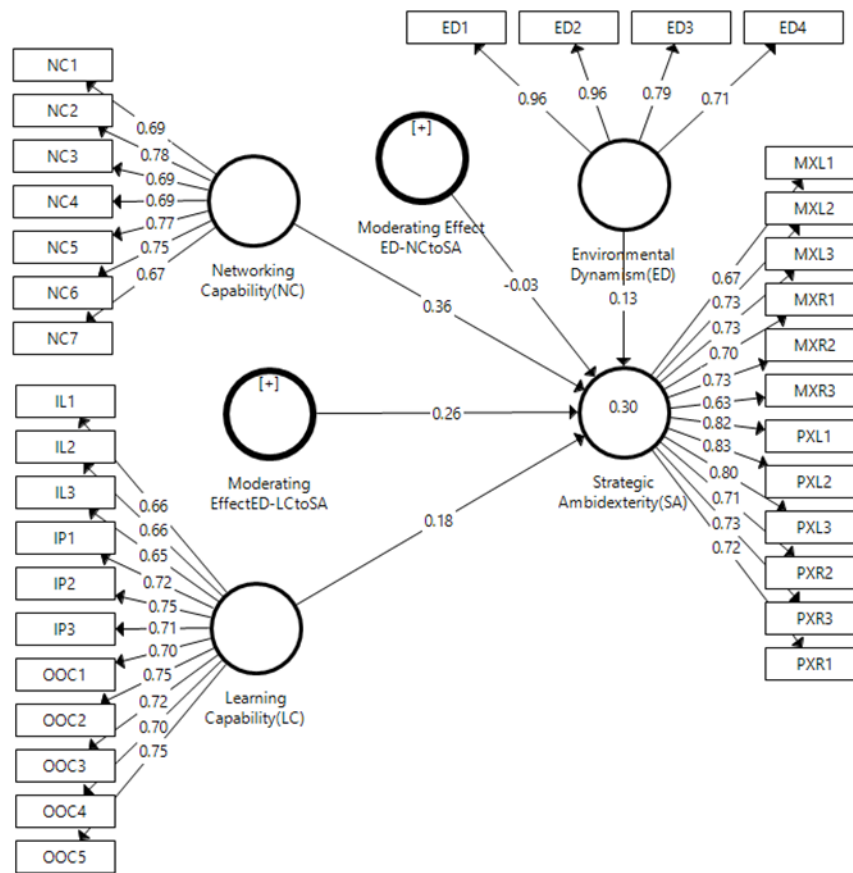 ED1
ED2
ED3
ED4
0.96
0.96
0.79
0.71
NC1
NC2
NC3
NC4
NC5
NC6
NC7
0.69
0.78
0.69
0.69
0.77
0.75
0.67
Networking
Capability(NC)
[+]
Moderating Effect
ED-NCtoSA
Environmental
Dynamism(ED)
0.36
-0.03
0.13
[+]
Moderating
EffectED-LCtoSA
0.26
0.18
0.30
Strategic
Ambidexterity(SA)
MXL1
MXL2
MXL3
MXR1
MXR2
MXR3
PXL1
PXL2
PXL3
PXR2
PXR3
PXR1
0.67
0.73
0.73
0.70
0.73
0.63
0.82
0.83
0.80
0.71
0.73
0.72
IL1
IL2
IL3
IP1
IP2
IP3
OOC1
OOC2
OOC3
OOC4
OOC5
0.66
0.66
0.65
0.72
0.75
0.71
0.70
0.75
0.72
0.70
0.75
Learning
Capability(LC)